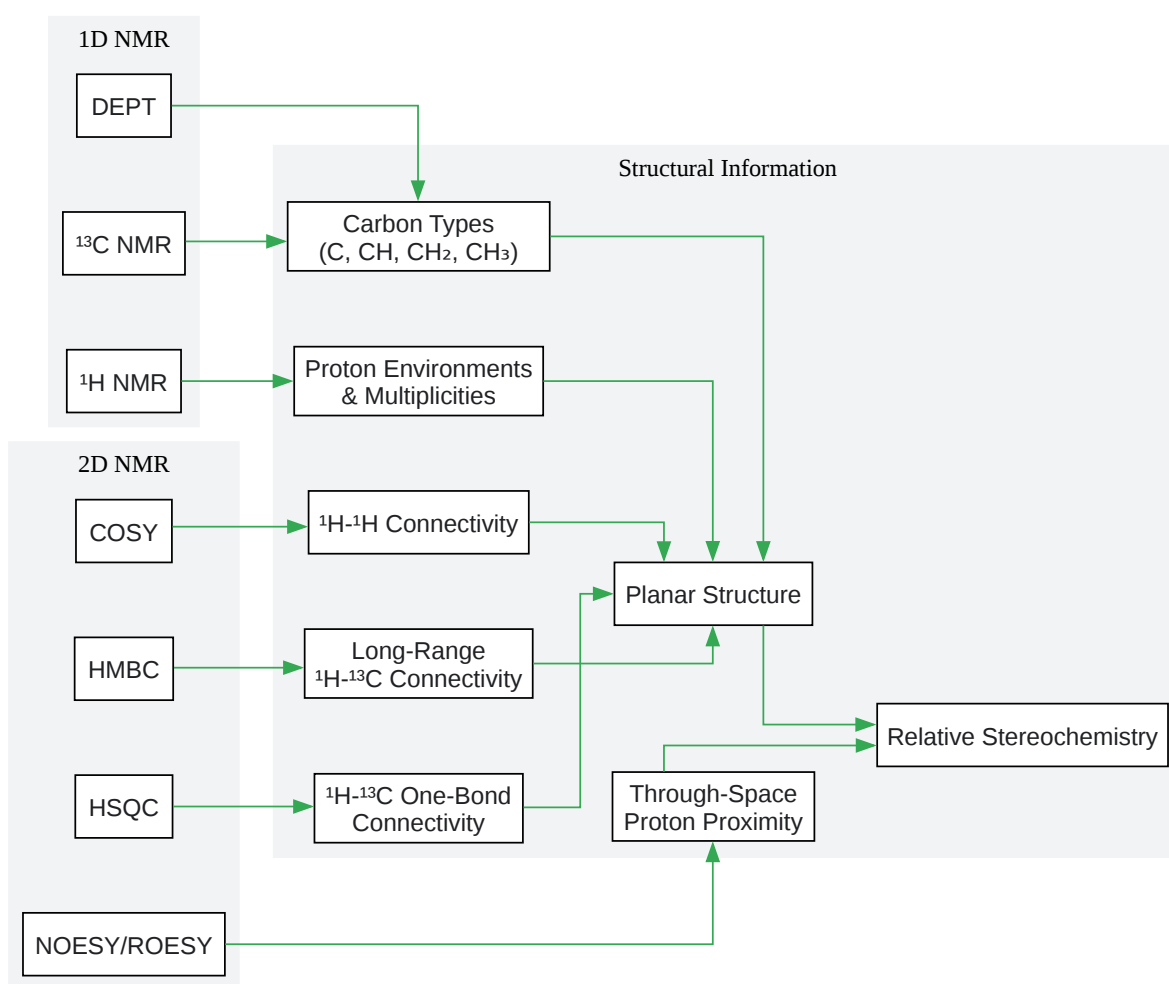 1D NMR
DEPT
Structural Information
Carbon Types
(C, CH, CH₂, CH₃)
¹³C NMR
Proton Environments
& Multiplicities
¹H NMR
2D NMR
COSY
¹H-¹H Connectivity
Planar Structure
HMBC
Long-Range
¹H-¹³C Connectivity
Relative Stereochemistry
HSQC
¹H-¹³C One-Bond
Connectivity
Through-Space
Proton Proximity
NOESY/ROESY